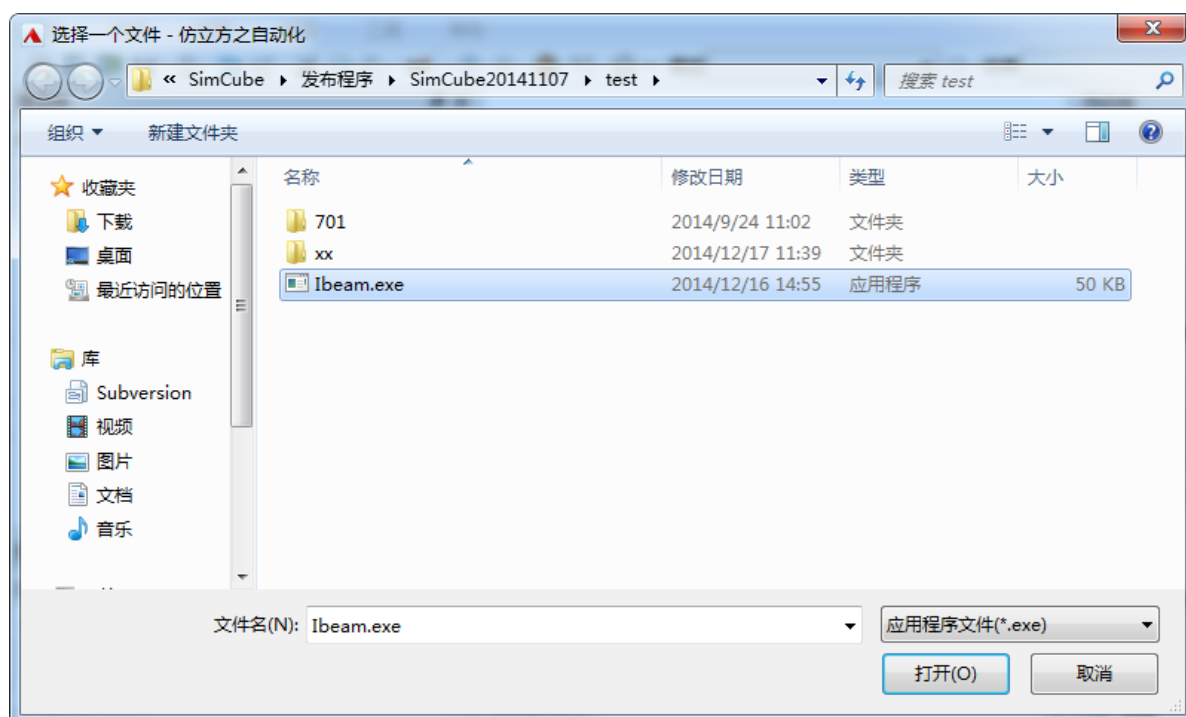 选择一个文件 - 仿立方之自动化
« SimCube 发布程序 SimCube20141107 test
搜索 test
组织 新建文件夹
名称 修改日期 类型 大小
收藏夹
下载
桌面
最近访问的位置
库
Subversion
视频
图片
文档
音乐
701 2014/9/24 11:02 文件夹
xx 2014/12/17 11:39 文件夹
Ibeam.exe 2014/12/16 14:55 应用程序 50 KB
文件名(N): Ibeam.exe 应用程序文件(*.exe)
打开(O) 取消